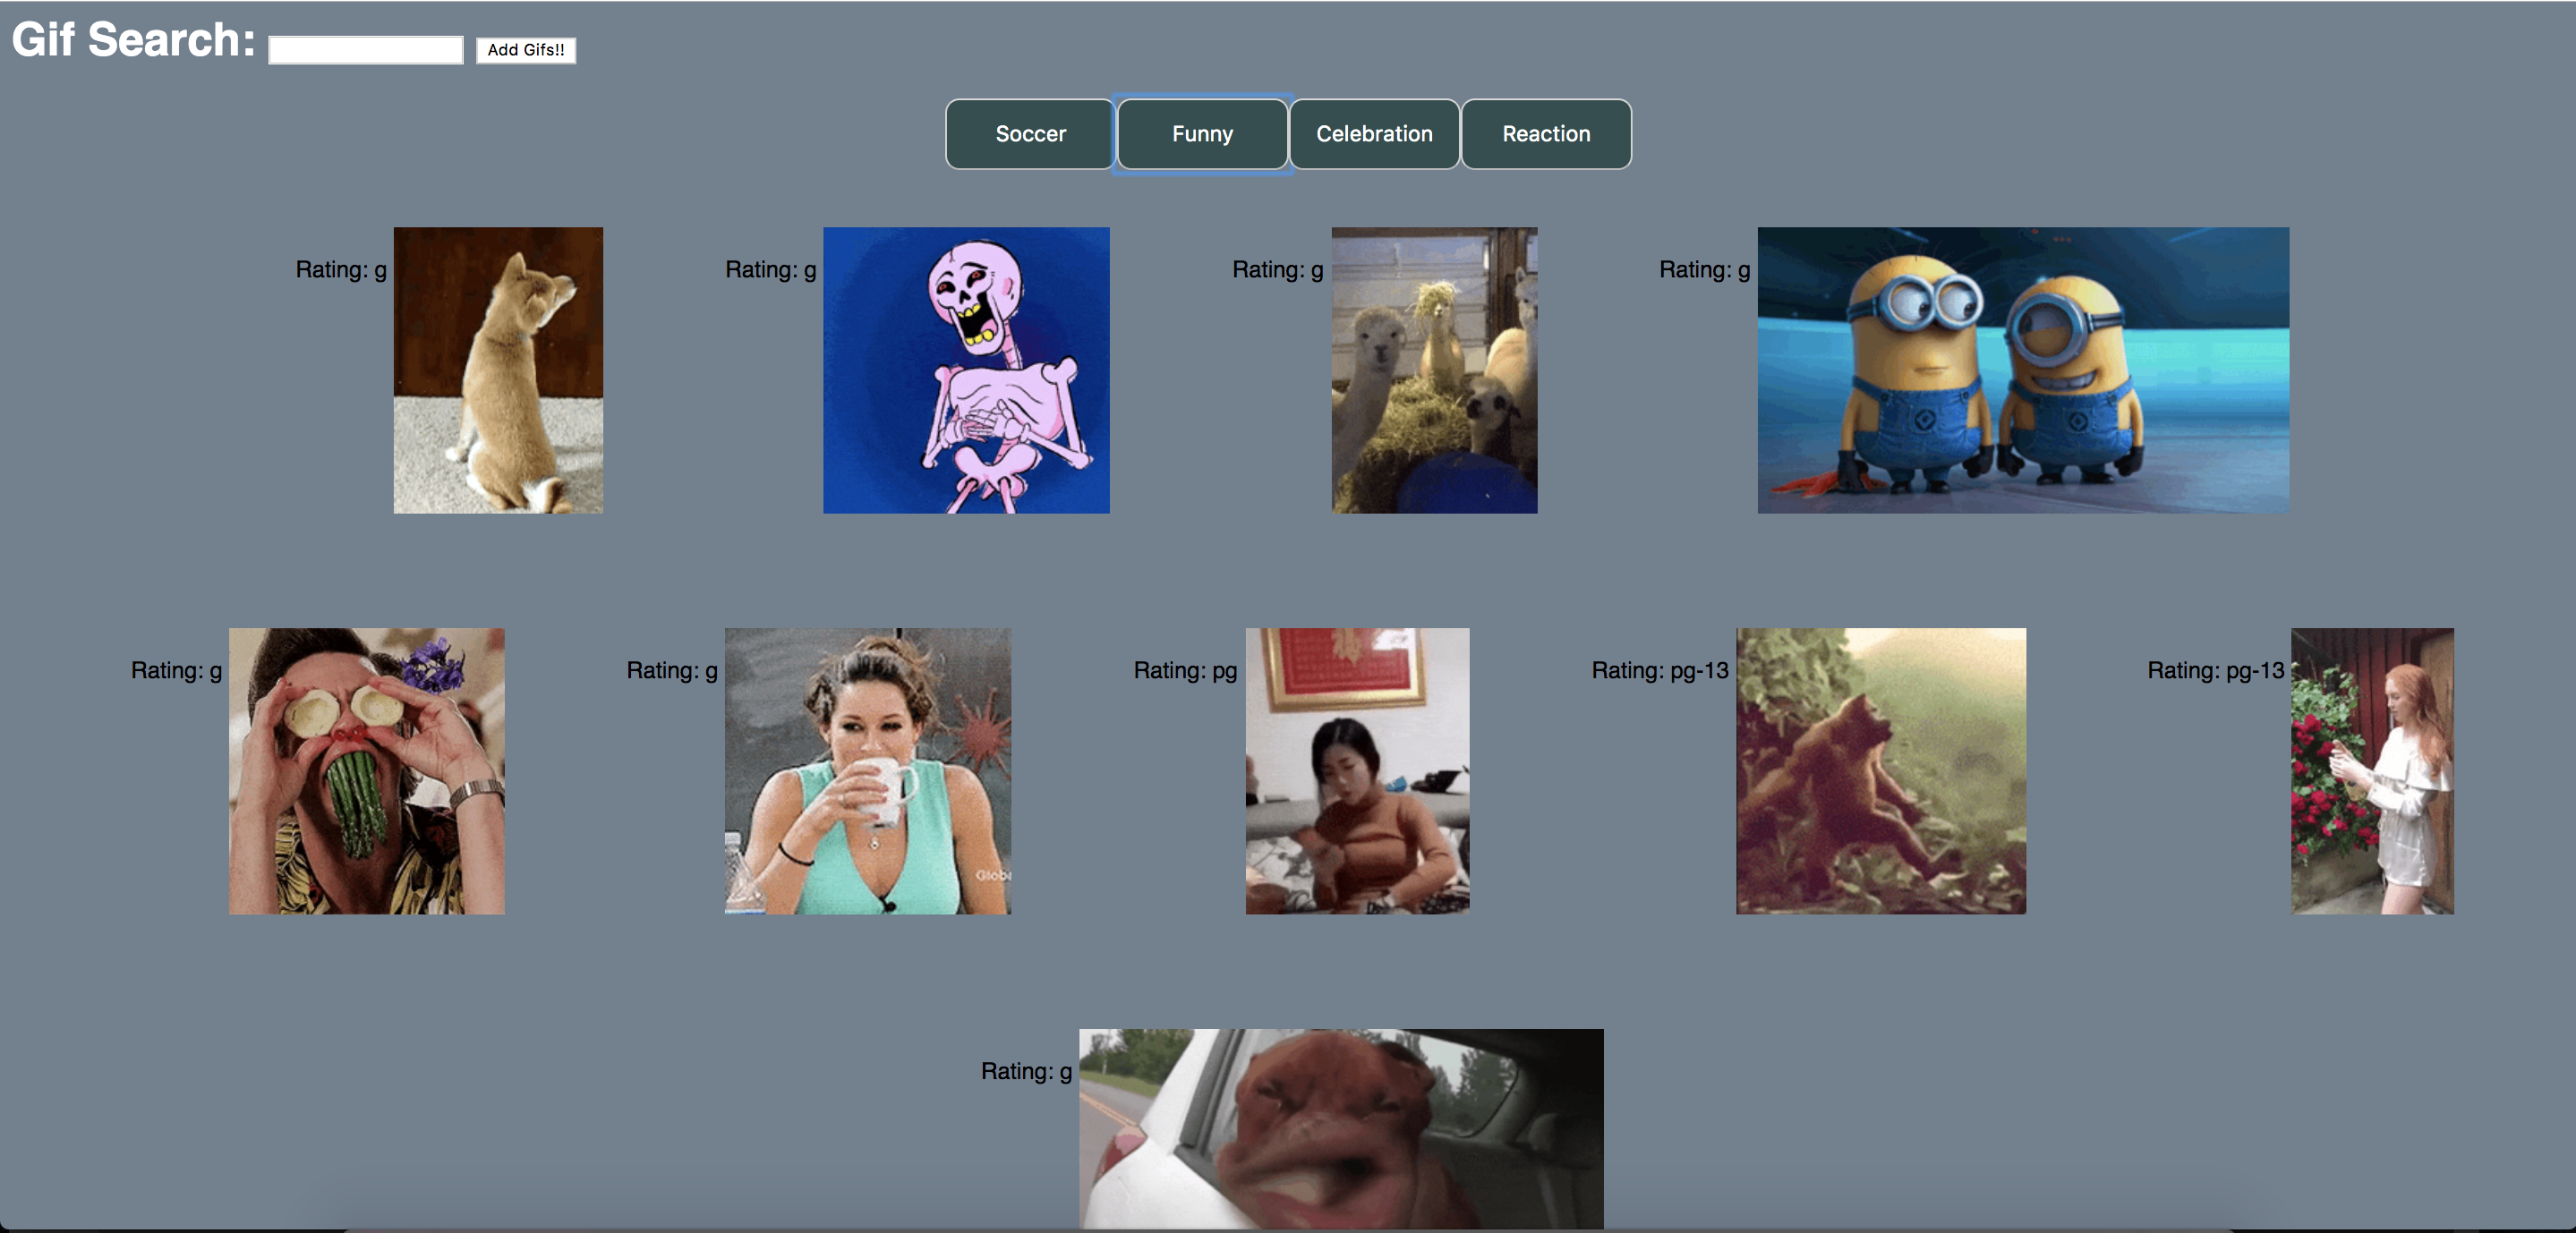 Gif Search:
Add Gifs!!
Soccer
Funny
Celebration
Reaction
Rating: g
Rating: g
Rating: g
Rating: g
Rating: g
Rating: g
Rating: pg
Rating: pg-13
Rating: pg-13
Rating: g